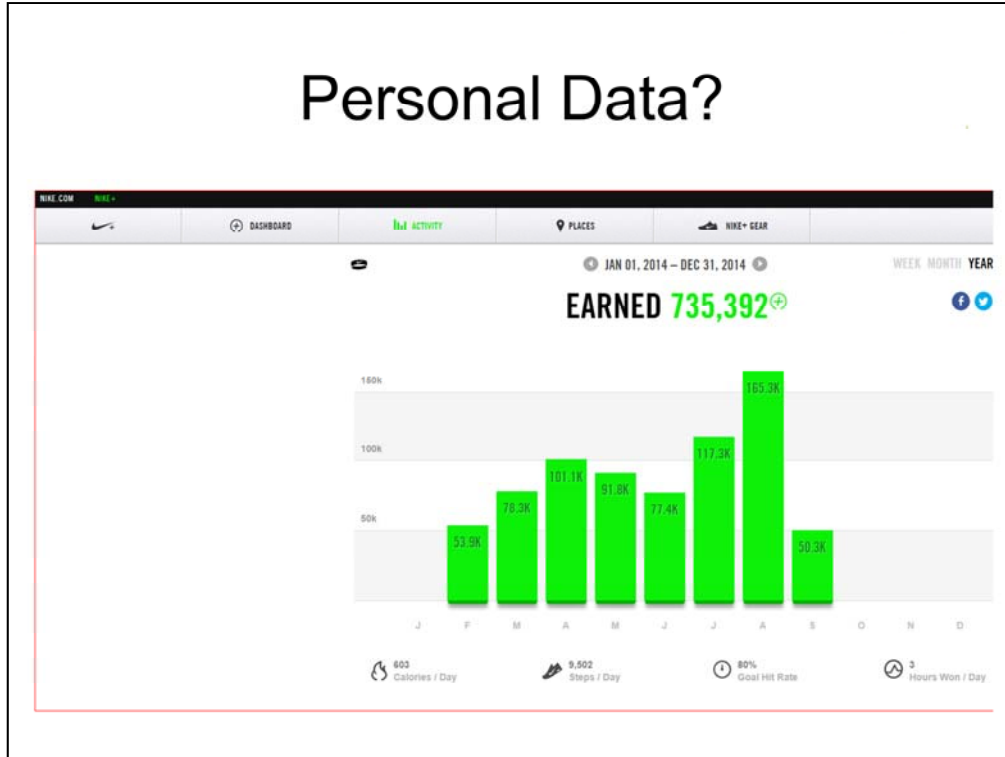 Personal Data?
NIKE.COM NIKE+
DASHBOARD ACTIVITY PLACES NIKE+ GEAR
JAN 01, 2014 – DEC 31, 2014 WEEK MONTH YEAR
EARNED 735,392
150k
165.3K
117.3K
100k
101.1K
91.8K
78.3K
77.4K
50k
53.9K
50.3K
J F M A M J J A S O N D
603 9,502 80% 3
Calories / Day Steps / Day Goal Hit Rate Hours Won / Day